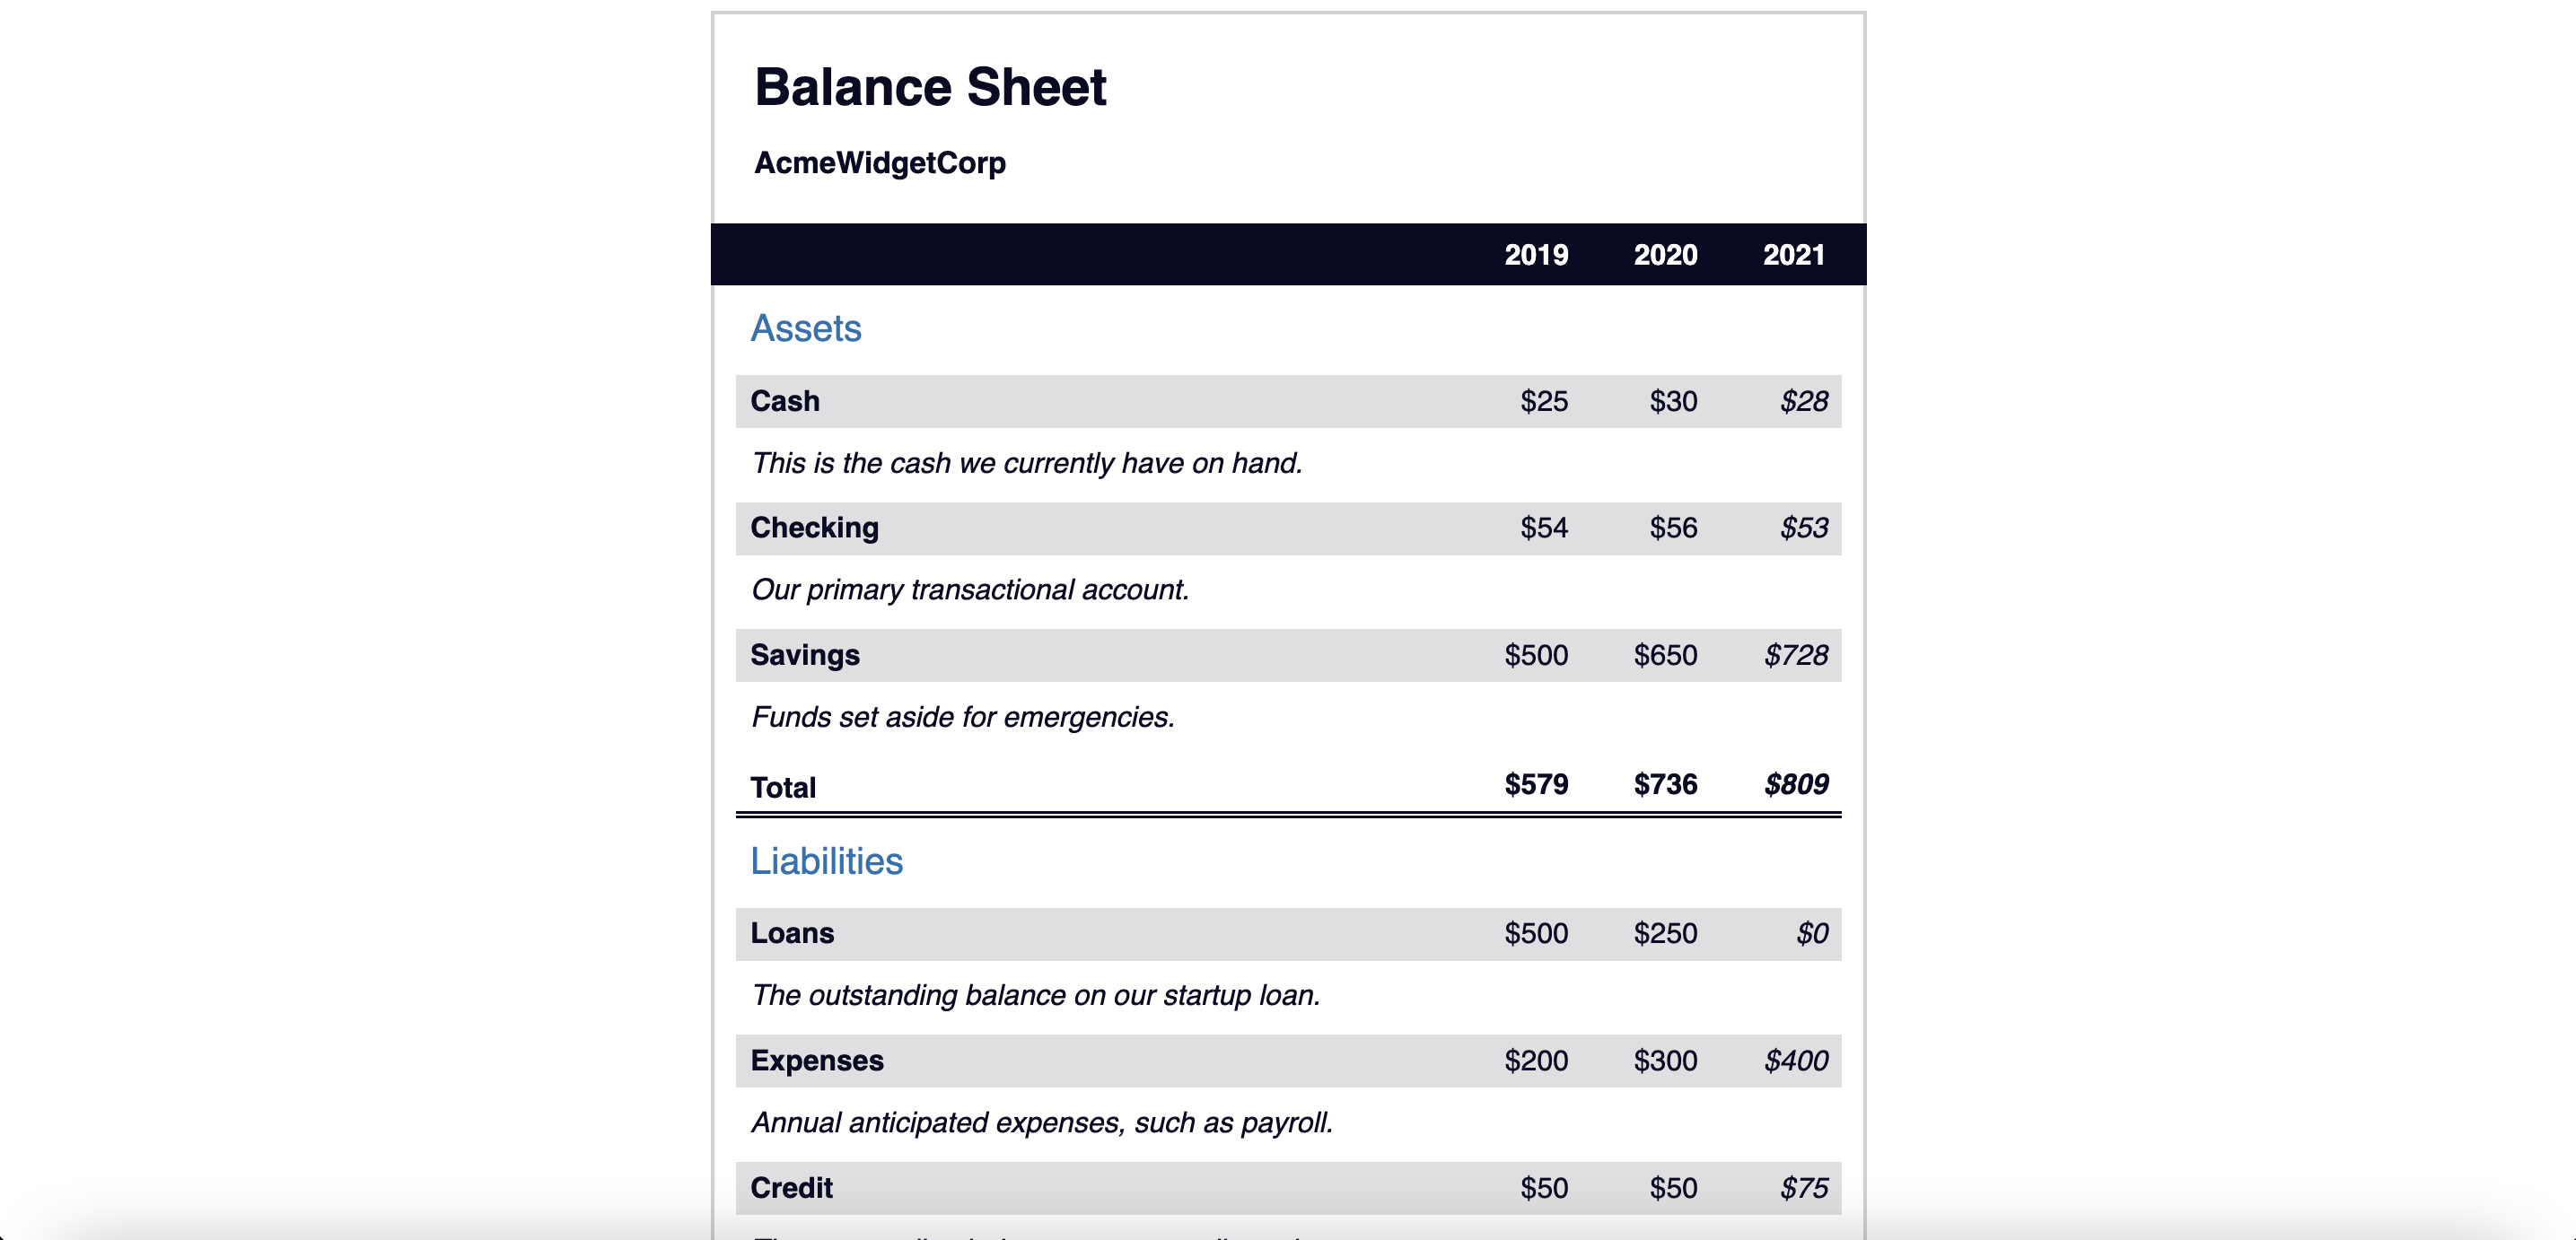 Balance Sheet
AcmeWidgetCorp
2019 2020 2021
Assets
Cash $25 $30 $28
This is the cash we currently have on hand.
Checking $54 $56 $53
Our primary transactional account.
Savings $500 $650 $728
Funds set aside for emergencies.
Total $579 $736 $809
Liabilities
Loans $500 $250 $0
The outstanding balance on our startup loan.
Expenses $200 $300 $400
Annual anticipated expenses, such as payroll.
Credit $50 $50 $75